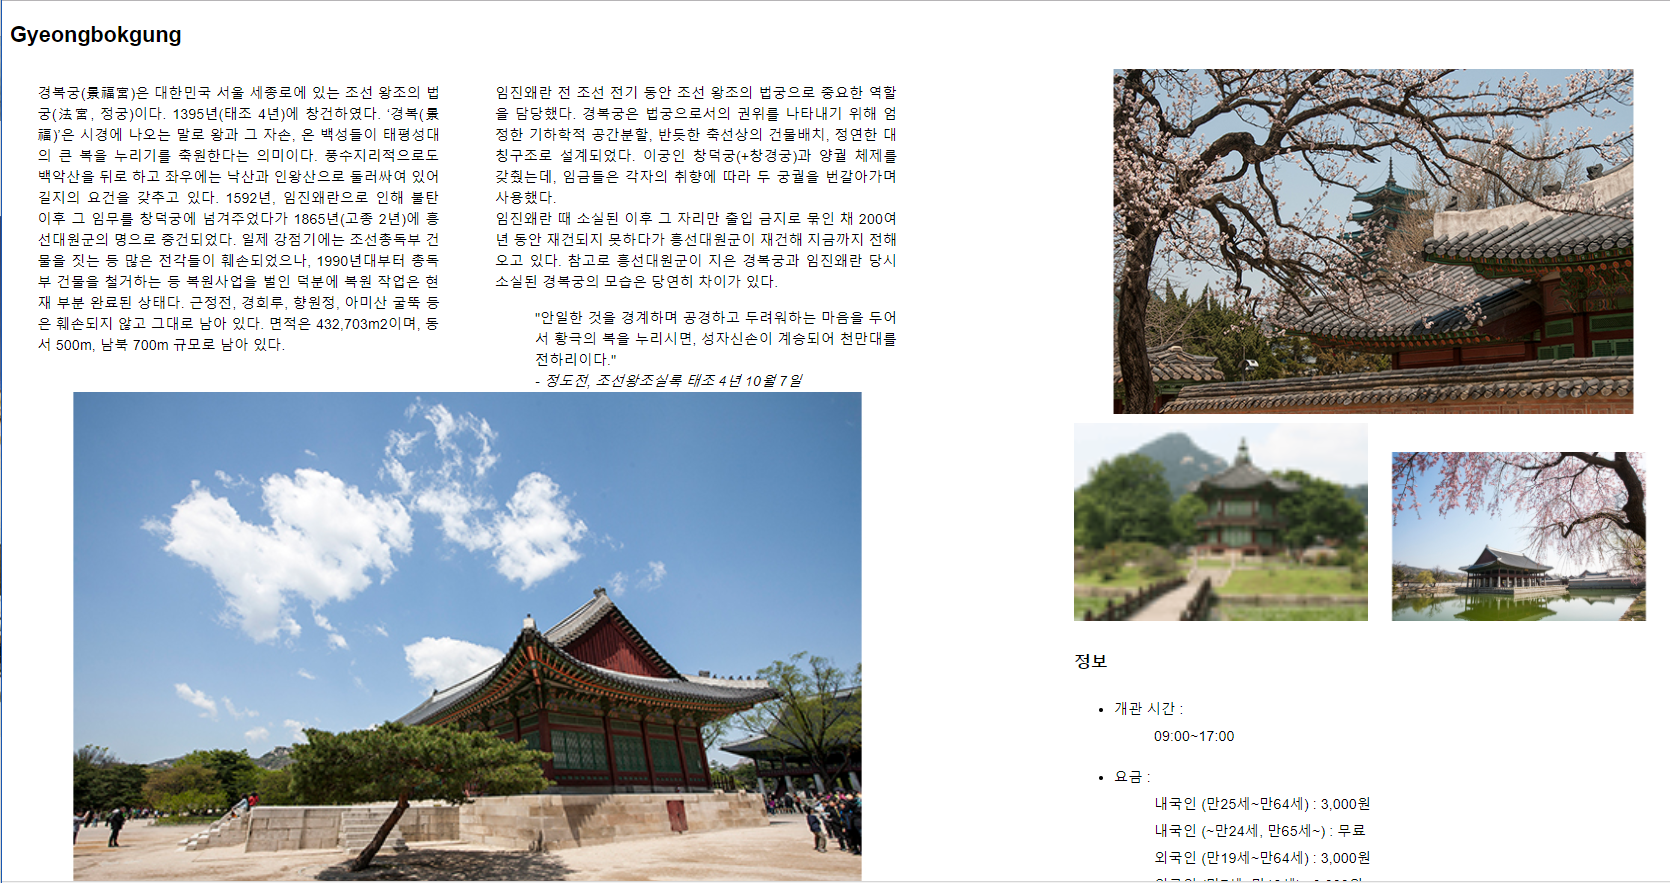 Gyeongbokgung
경복궁(景福宮)은 대한민국 서울 세종로에 있는 조선 왕조의 법
궁(法宮, 정궁)이다. 1395년(태조 4년)에 창건하였다. ‘경복(景
福)’은 시경에 나오는 말로 왕과 그 자손, 온 백성들이 태평성대
의 큰 복을 누리기를 축원한다는 의미이다. 풍수지리적으로도
백악산을 뒤로 하고 좌우에는 낙산과 인왕산으로 둘러싸여 있어
길지의 요건을 갖추고 있다. 1592년, 임진왜란으로 인해 불탄
이후 그 임무를 창덕궁에 넘겨주었다가 1865년(고종 2년)에 흥
선대원군의 명으로 중건되었다. 일제 강점기에는 조선총독부 건
물을 짓는 등 많은 전각들이 훼손되었으나, 1990년대부터 총독
부 건물을 철거하는 등 복원사업을 벌인 덕분에 복원 작업은 현
재 부분 완료된 상태다. 근정전, 경회루, 향원정, 아미산 굴뚝 등
은 훼손되지 않고 그대로 남아 있다. 면적은 432,703m2이며, 동
서 500m, 남북 700m 규모로 남아 있다.
임진왜란 전 조선 전기 동안 조선 왕조의 법궁으로 중요한 역할
을 담당했다. 경복궁은 법궁으로서의 권위를 나타내기 위해 엄
정한 기하학적 공간분할, 반듯한 축선상의 건물배치, 정연한 대
칭구조로 설계되었다. 이궁인 창덕궁(+창경궁)과 양궐 체제를
갖췄는데, 임금들은 각자의 취향에 따라 두 궁궐을 번갈아가며
사용했다.
임진왜란 때 소실된 이후 그 자리만 출입 금지로 묶인 채 200여
년 동안 재건되지 못하다가 흥선대원군이 재건해 지금까지 전해
오고 있다. 참고로 흥선대원군이 지은 경복궁과 임진왜란 당시
소실된 경복궁의 모습은 당연히 차이가 있다.
"안일한 것을 경계하며 공경하고 두려워하는 마음을 두어
서 황극의 복을 누리시면, 성자신손이 계승되어 천만대를
전하리이다."
- 정도전, 조선왕조실록 태조 4년 10월 7일
정보
• 개관 시간 :
09:00~17:00
• 요금 :
내국인 (만25세~만64세) : 3,000원
내국인 (~만24세, 만65세~) : 무료
외국인 (만19세~만64세) : 3,000원